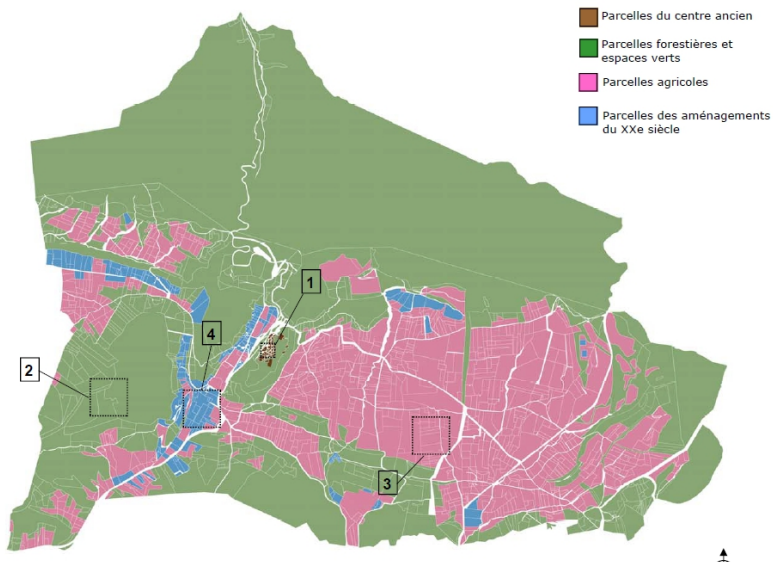 Parcelles du centre ancien
Parcelles forestières et
espaces verts
Parcelles agricoles
Parcelles des aménagements
du XXe siècle
1
4
2
3